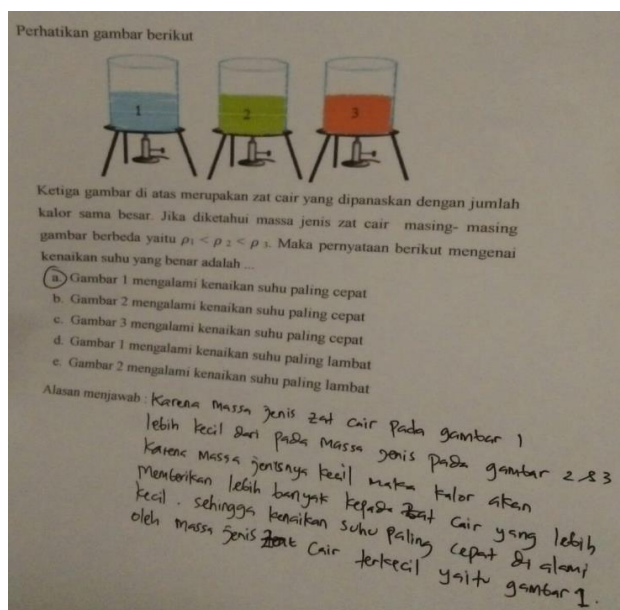 Perhatikan gambar berikut
1 2 3
Ketiga gambar di atas merupakan zat cair yang dipanaskan dengan jumlah
kalor sama besar. Jika diketahui massa jenis zat cair masing- masing
gambar berbeda yaitu ρ₁ < ρ ₂ < ρ ₃. Maka pernyataan berikut mengenai
kenaikan suhu yang benar adalah ...
a. Gambar 1 mengalami kenaikan suhu paling cepat
b. Gambar 2 mengalami kenaikan suhu paling cepat
c. Gambar 3 mengalami kenaikan suhu paling cepat
d. Gambar 1 mengalami kenaikan suhu paling lambat
e. Gambar 2 mengalami kenaikan suhu paling lambat
Alasan menjawab : Karena massa jenis zat cair pada gambar 1
lebih kecil dari pada massa jenis pada gambar 2 & 3
Karena massa jenisnya kecil maka kalor akan
memberikan lebih banyak kepada zat cair yang lebih
kecil . sehingga kenaikan suhu paling cepat di alami
oleh massa jenis cair terkecil yaitu gambar 1.